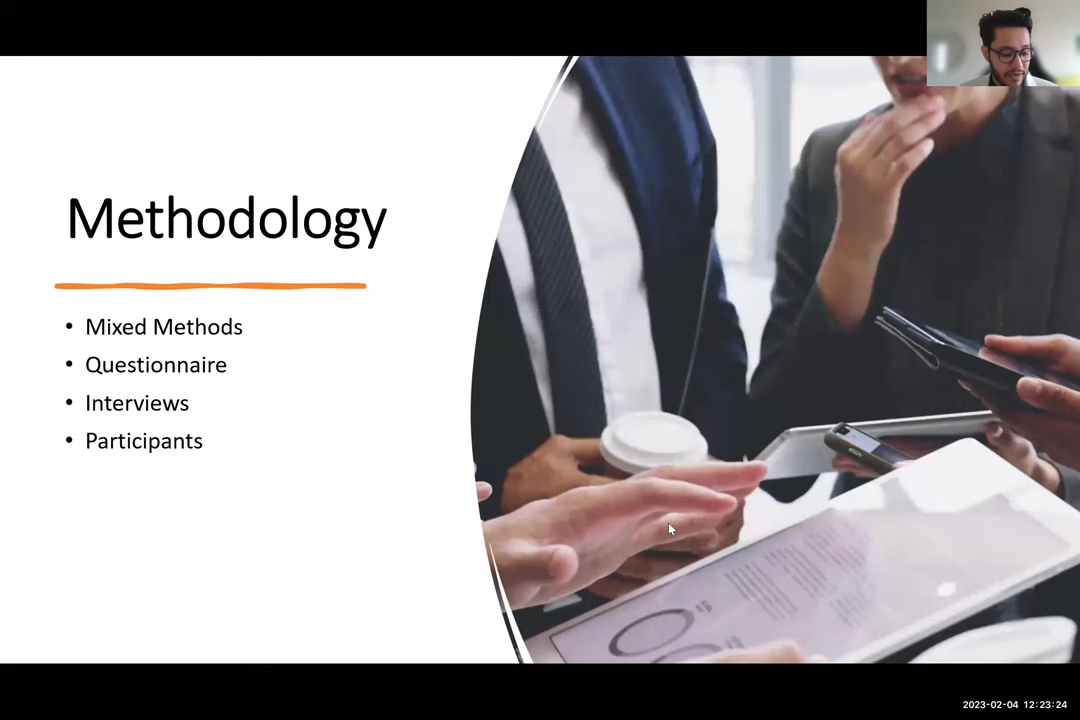 Methodology
• Mixed Methods
• Questionnaire
• Interviews
• Participants
2023-02-04 12:23:24